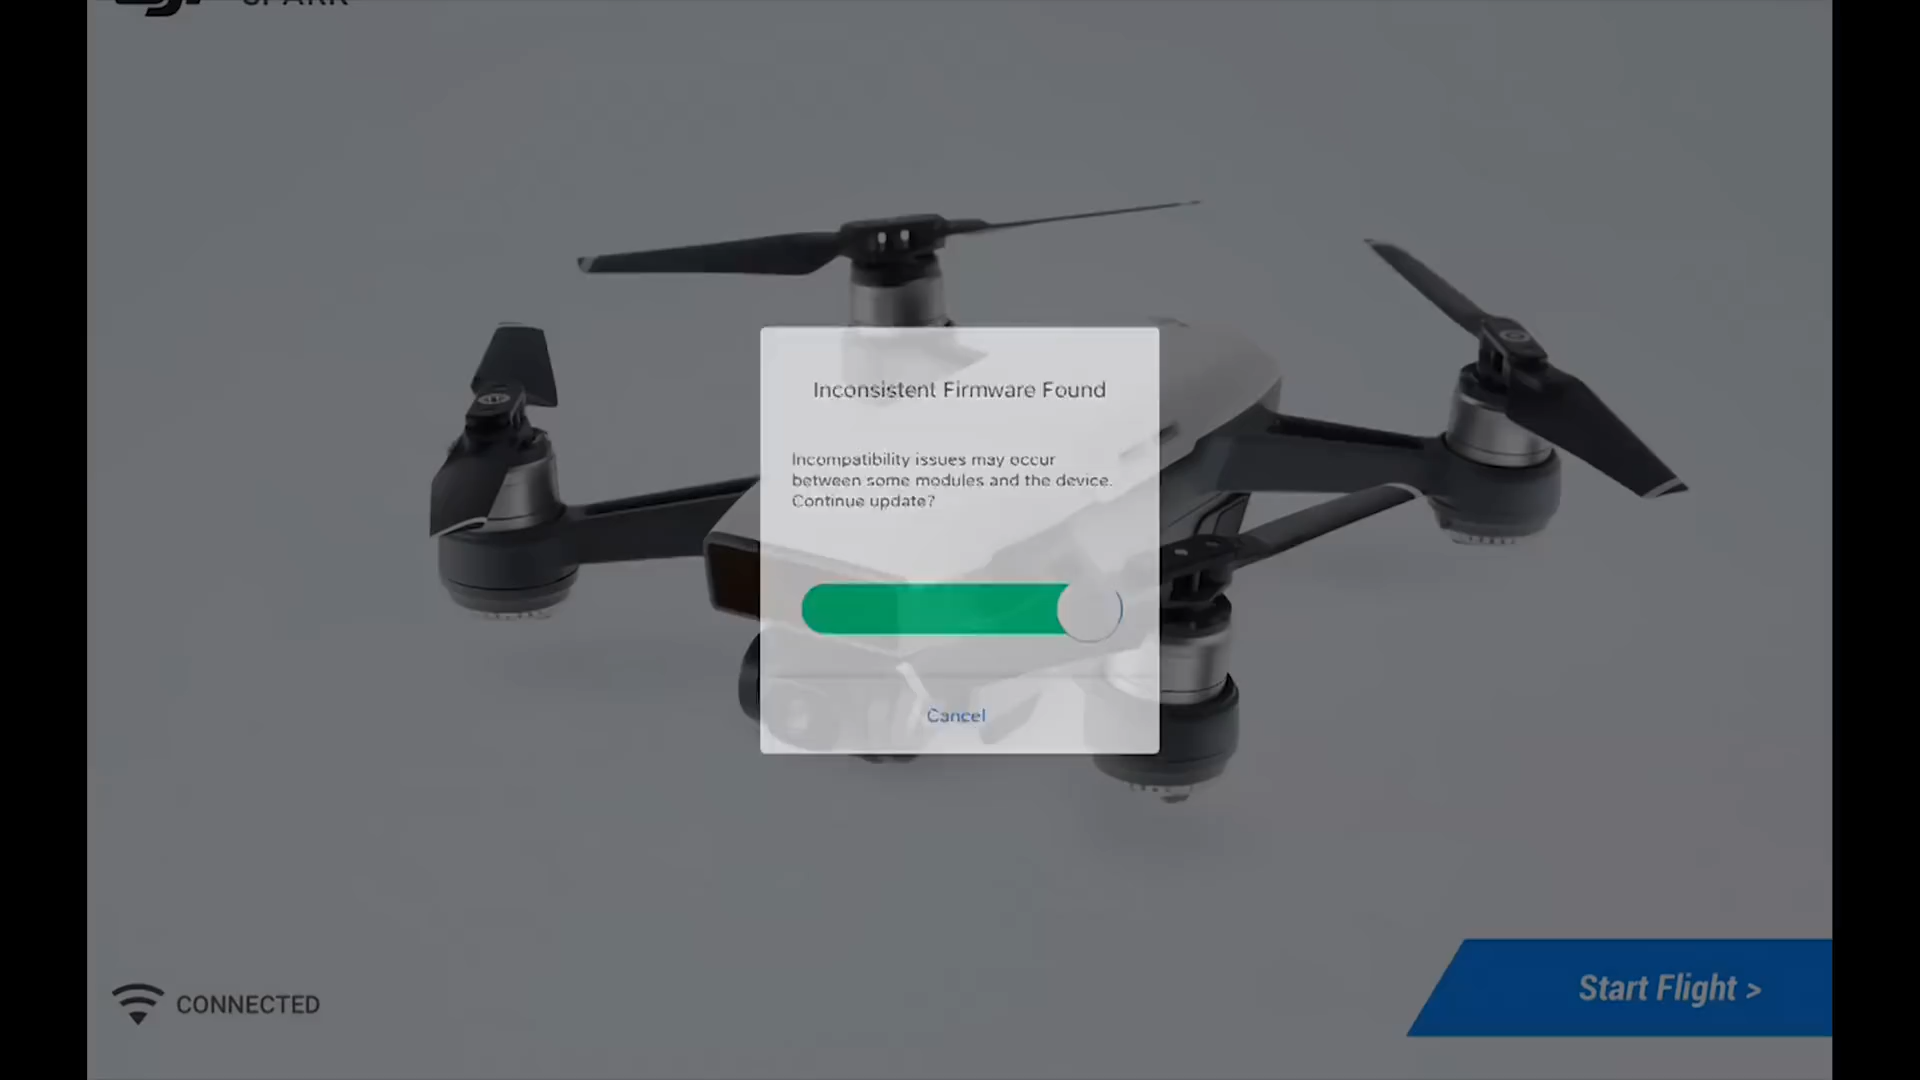 SPARK
Inconsistent Firmware Found
Incompatibility issues may occur
between some modules and the device.
Continue update?
Cancel
CONNECTED
Start Flight >